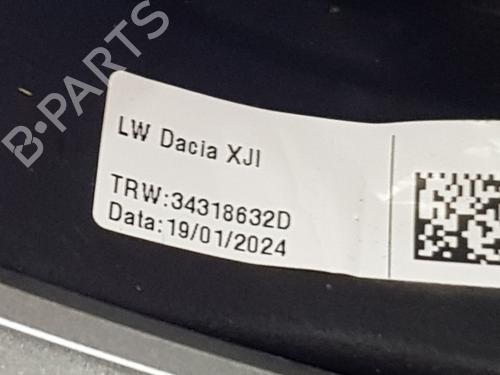 B-PARTS
LW Dacia XJI
TRW:34318632D
Data:19/01/2024